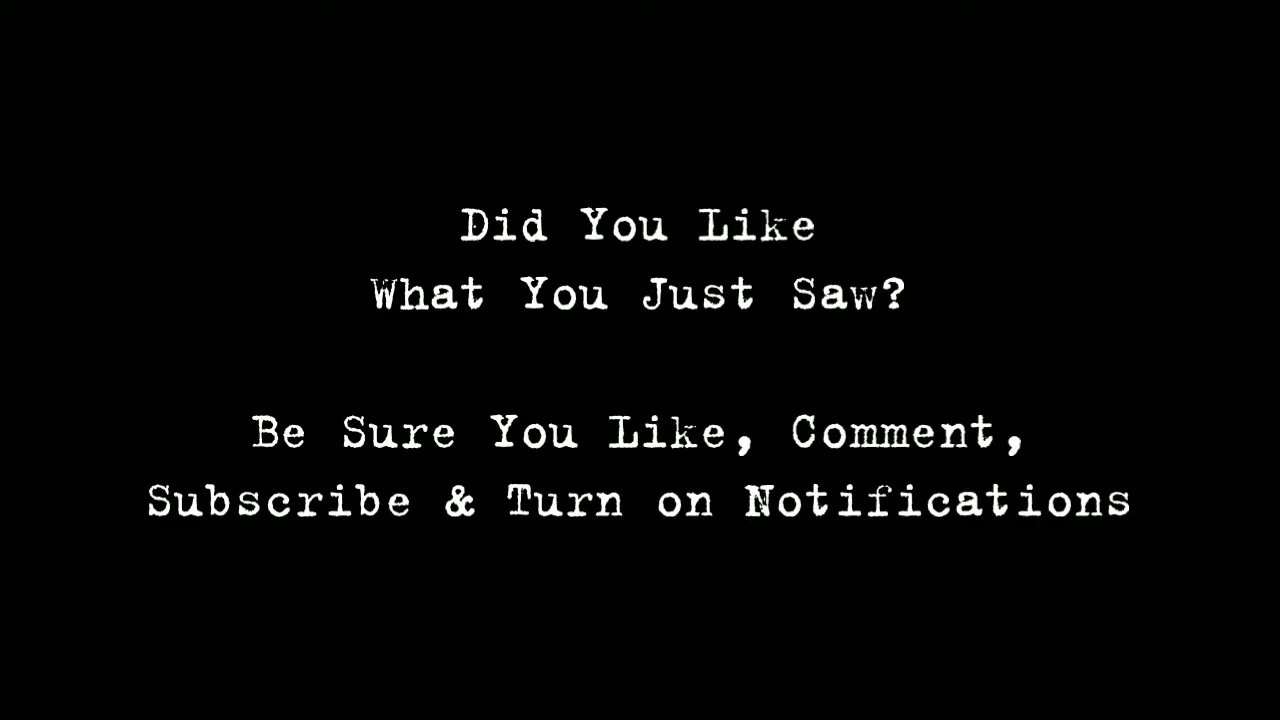 Did You Like
What You Just Saw?
Be Sure You Like, Comment,
Subscribe & Turn on Notifications